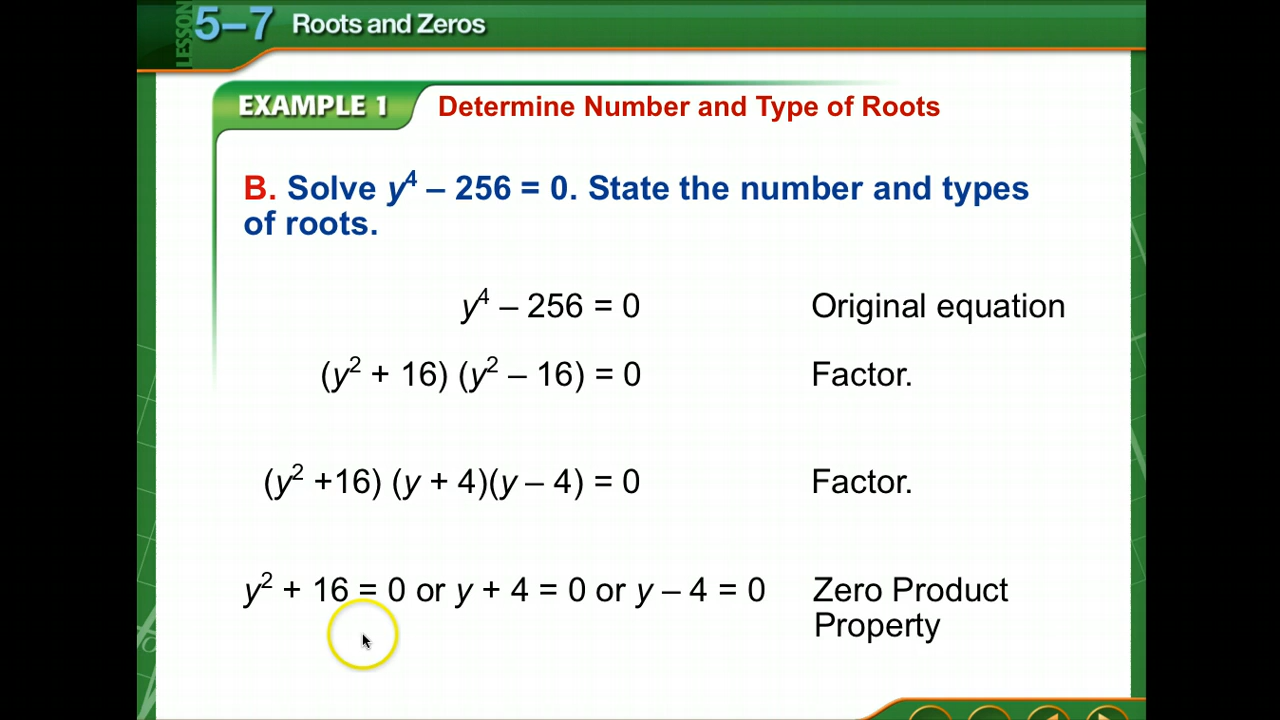 LESSON 5–7 Roots and Zeros
EXAMPLE 1 Determine Number and Type of Roots
B. Solve y⁴ – 256 = 0. State the number and types
of roots.
y⁴ – 256 = 0 Original equation
(y² + 16) (y² – 16) = 0 Factor.
(y² +16) (y + 4)(y – 4) = 0 Factor.
y² + 16 = 0 or y + 4 = 0 or y – 4 = 0 Zero Product
Property